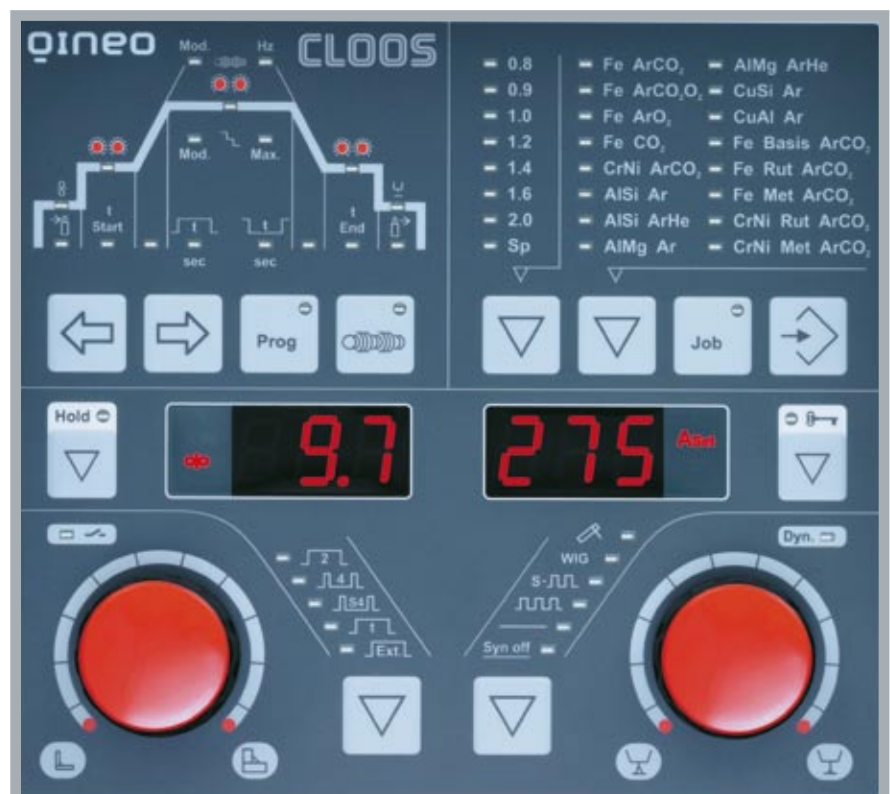 QINEO
CLOOS
Mod. Hz
Mod. Max.
t
Start
t
End
t
t
sec
sec
0.8
0.9
1.0
1.2
1.4
1.6
2.0
Sp
Fe ArCO₂
Fe ArCO₂O₂
Fe ArO₂
Fe CO₂
CrNi ArCO₂
AlSi Ar
AlSi ArHe
AlMg Ar
AlMg ArHe
CuSi Ar
CuAl Ar
Fe Basis ArCO₂
Fe Rut ArCO₂
Fe Met ArCO₂
CrNi Rut ArCO₂
CrNi Met ArCO₂
Prog
Job
Hold
9.7
275
Aset
2
4
S4
t
Ext.
WIG
S-
Syn off
Dyn.